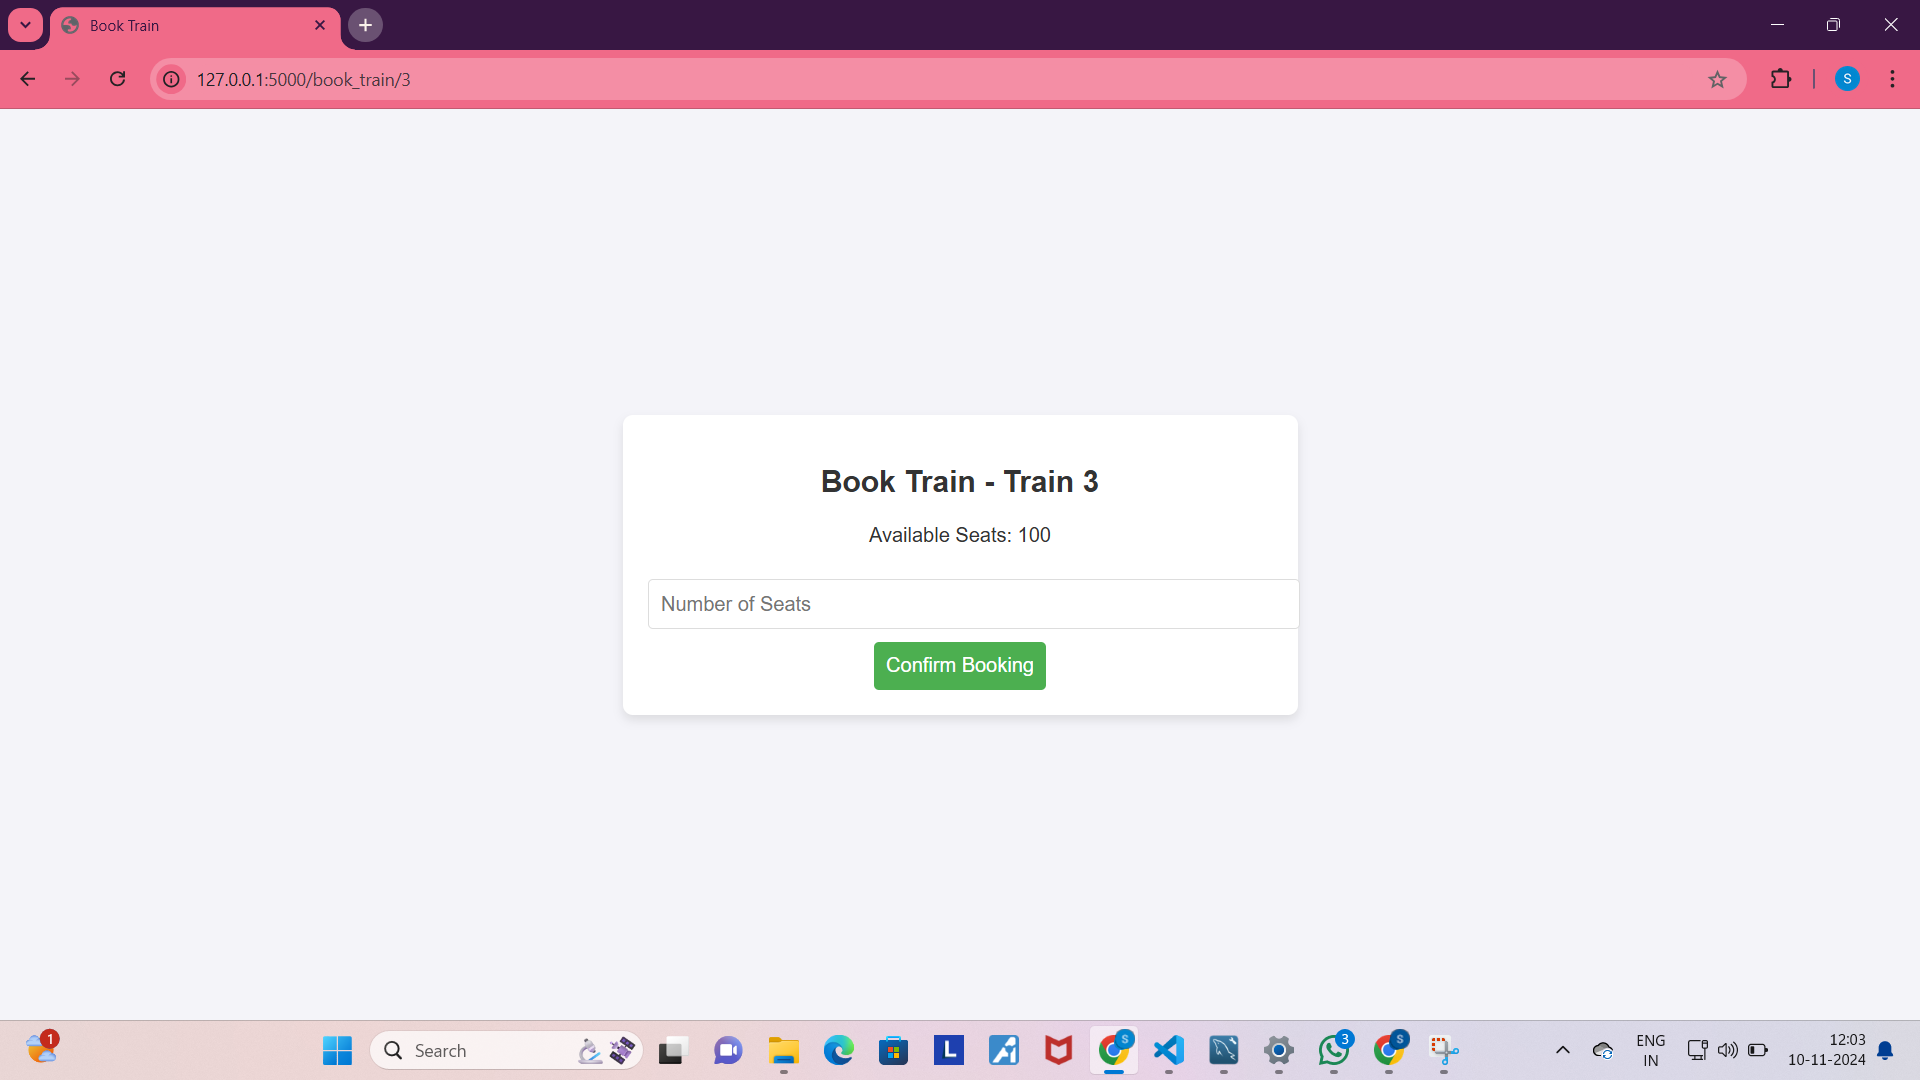 Book Train
127.0.0.1:5000/book_train/3
S
Book Train - Train 3
Available Seats: 100
Number of Seats
Confirm Booking
1
Search
L
S
3
S
ENG
IN
12:03
10-11-2024